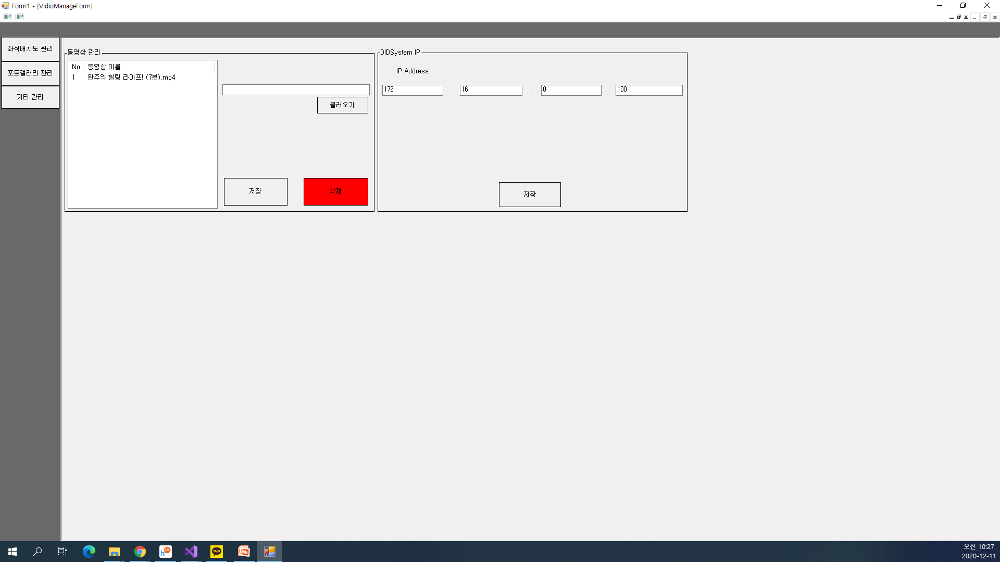 Form1 - [VidioManageForm]
좌석배치도 관리
포토갤러리 관리
기타 관리
동영상 관리
No 동영상 이름
1 완주의 힐링 라이프! (7분).mp4
불러오기
저장
삭제
DIDSystem IP
IP Address
172 _ 16 _ 0 _ 100
저장
TALK
오전 10:27
2020-12-11